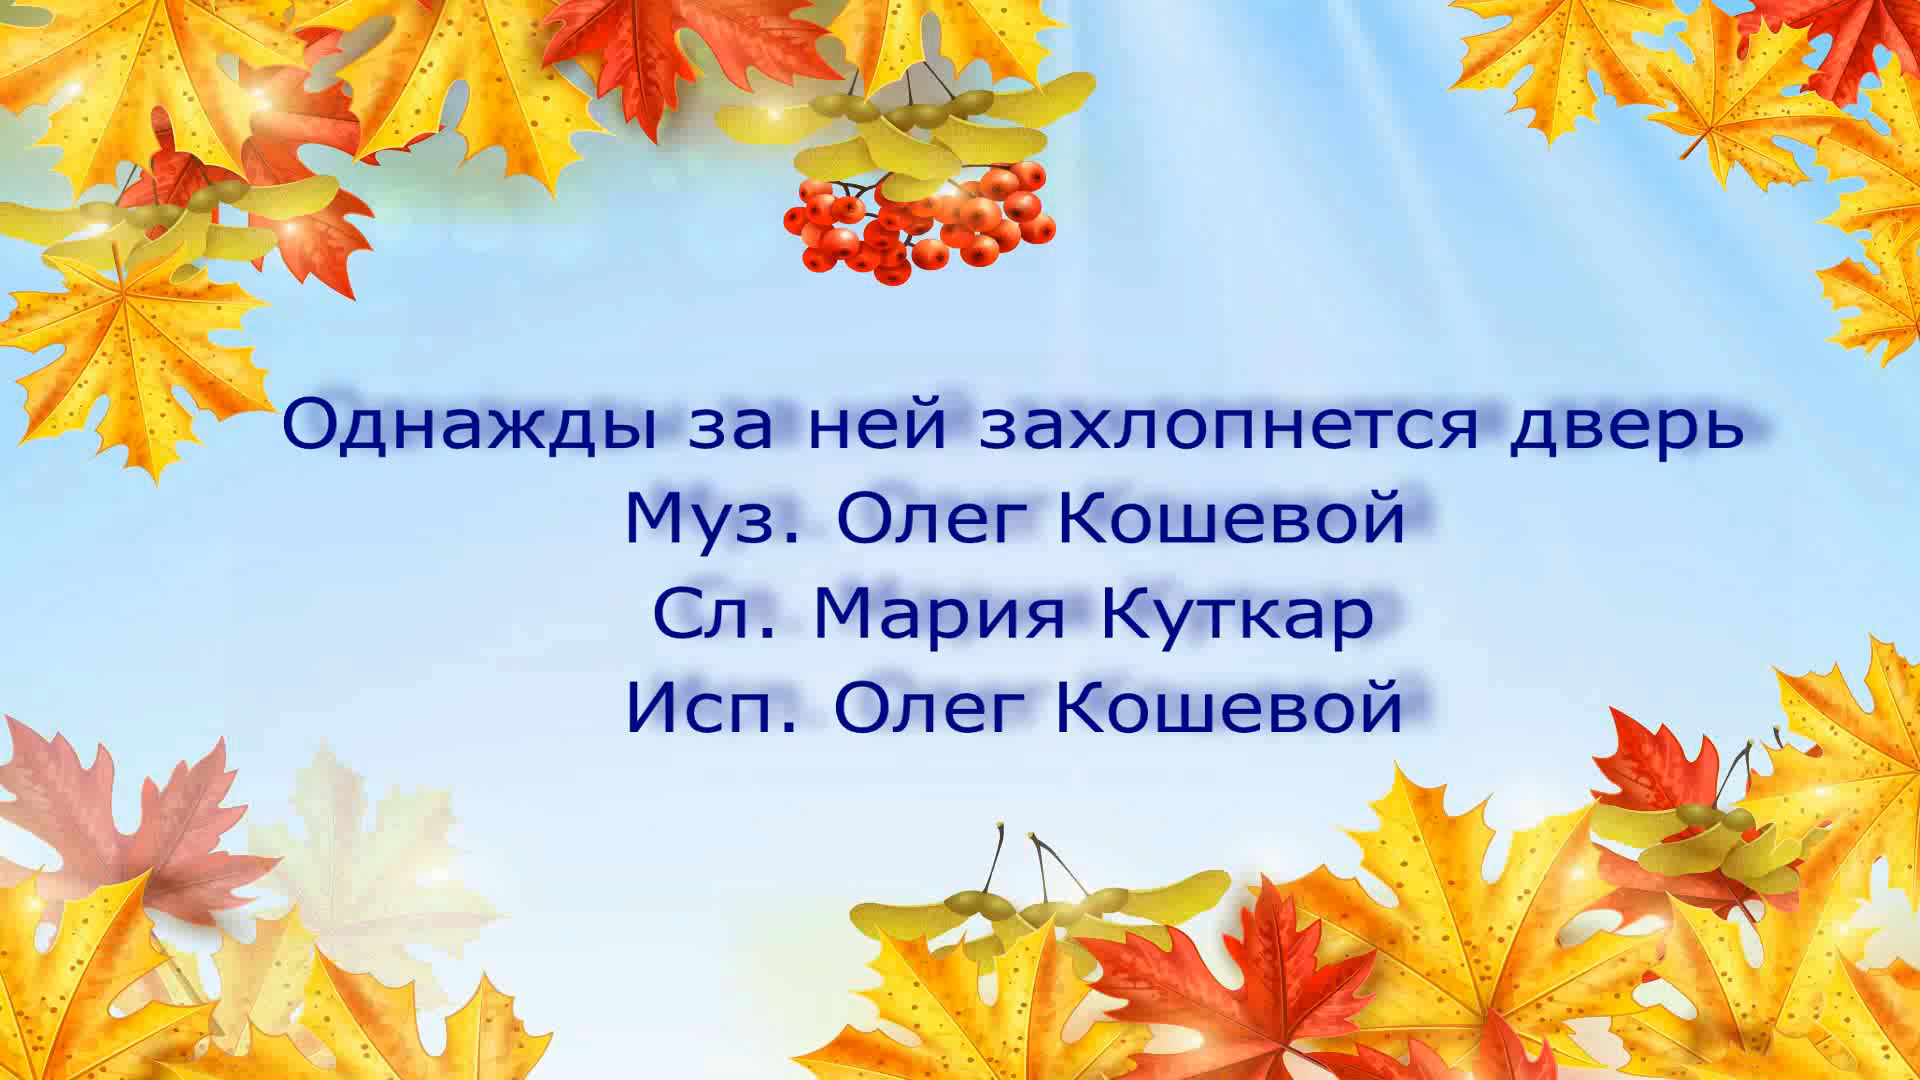 Однажды за ней захлопнется дверь
Муз. Олег Кошевой
Сл. Мария Куткар
Исп. Олег Кошевой